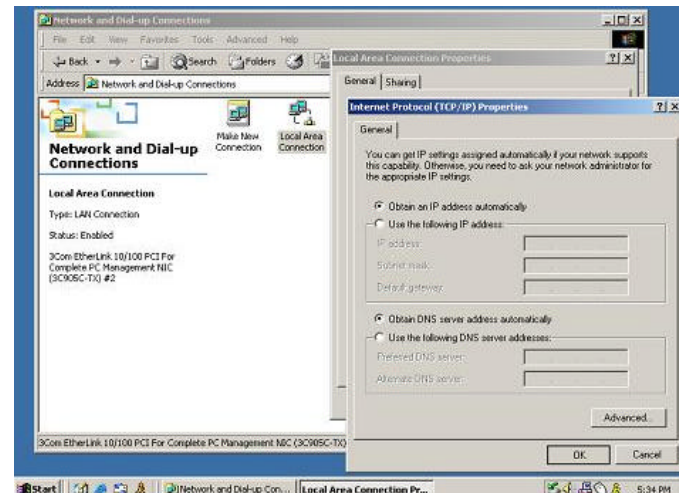 Network and Dial-up Connections
File Edit View Favorites Tools Advanced Help
Back
Search
Folders
Address
Network and Dial-up Connections
Network and Dial-up
Connections
Local Area Connection
Type: LAN Connection
Status: Enabled
3Com EtherLink 10/100 PCI For
Complete PC Management NIC
(3C905C-TX) #2
Make New
Connection
Local Area
Connection
3Com EtherLink 10/100 PCI For Complete PC Management NIC (3C905C-TX)
Local Area Connection Properties
General
Sharing
Internet Protocol (TCP/IP) Properties
General
You can get IP settings assigned automatically if your network supports
this capability. Otherwise, you need to ask your network administrator for
the appropriate IP settings.
Obtain an IP address automatically
Use the following IP address:
IP address:
Subnet mask:
Default gateway:
Obtain DNS server address automatically
Use the following DNS server addresses:
Preferred DNS server:
Alternate DNS server:
Advanced...
OK
Cancel
Start
Network and Dial-up Con...
Local Area Connection Pr...
5:34 PM